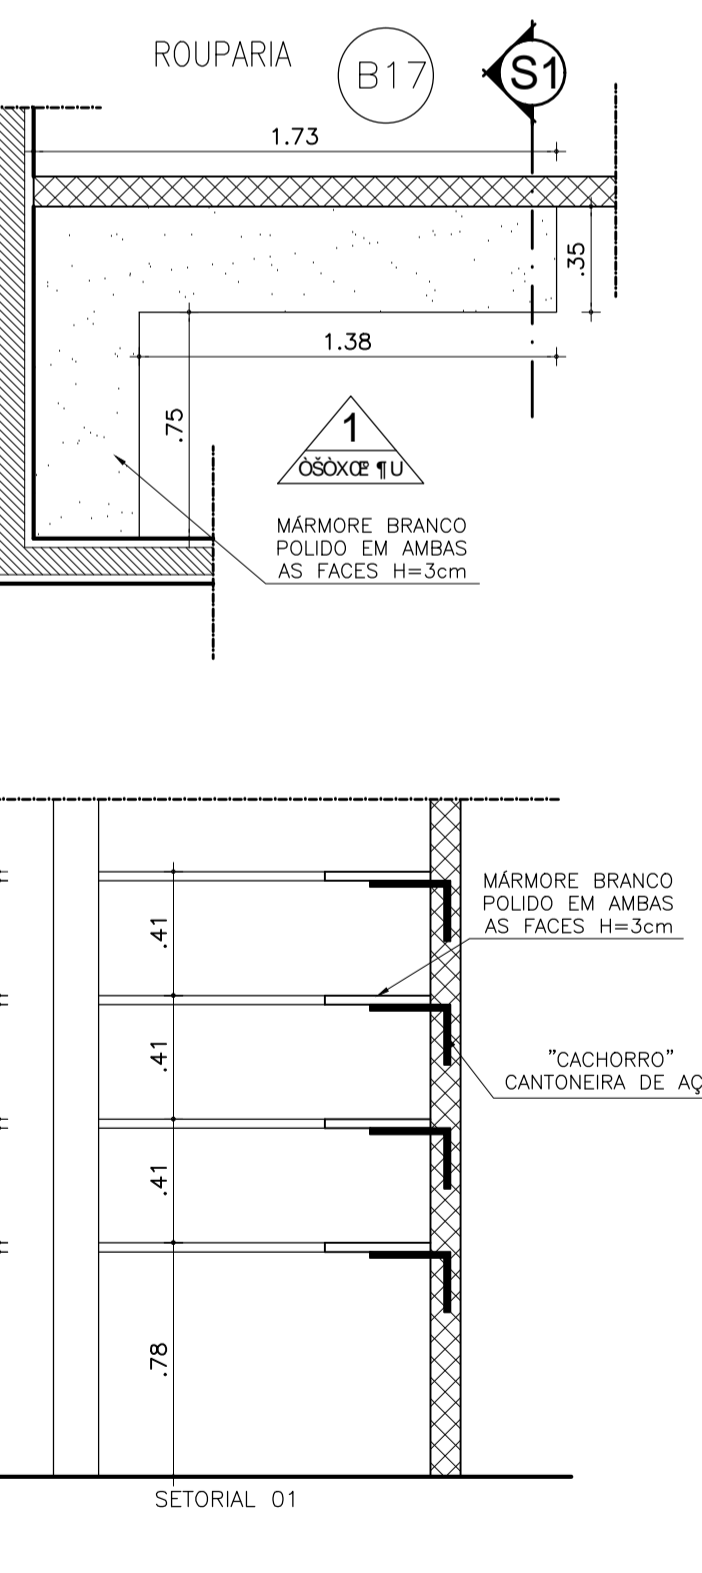 ROUPARIA
B17
S1
1.73
.35
1.38
.75
1
ÒŠÒXŒ ¶U
MÁRMORE BRANCO
POLIDO EM AMBAS
AS FACES H=3cm
MÁRMORE BRANCO
POLIDO EM AMBAS
AS FACES H=3cm
.41
.41
"CACHORRO"
CANTONEIRA DE AÇ
.41
.78
SETORIAL 01